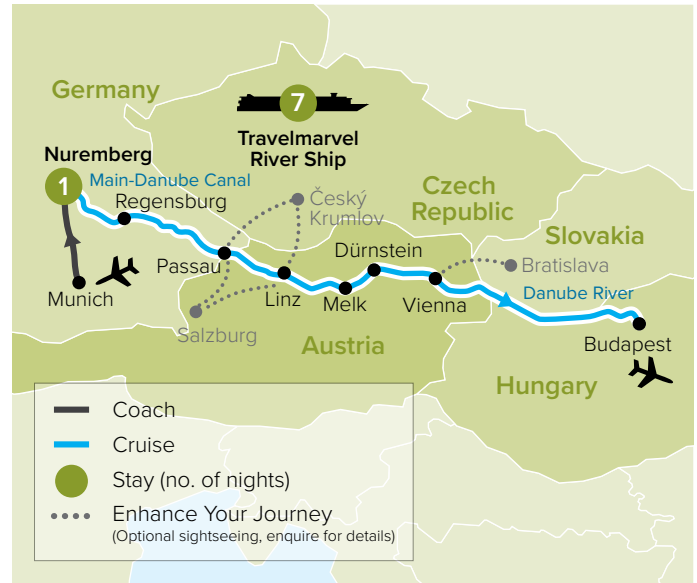 Germany
7
Travelmarvel
River Ship
Nuremberg
1
Main-Danube Canal
Regensburg
Český
Krumlov
Czech
Republic
Slovakia
Passau
Dürnstein
Bratislava
Munich
Linz
Melk
Vienna
Danube River
Salzburg
Austria
Budapest
Hungary
Coach
Cruise
Stay (no. of nights)
Enhance Your Journey
(Optional sightseeing, enquire for details)